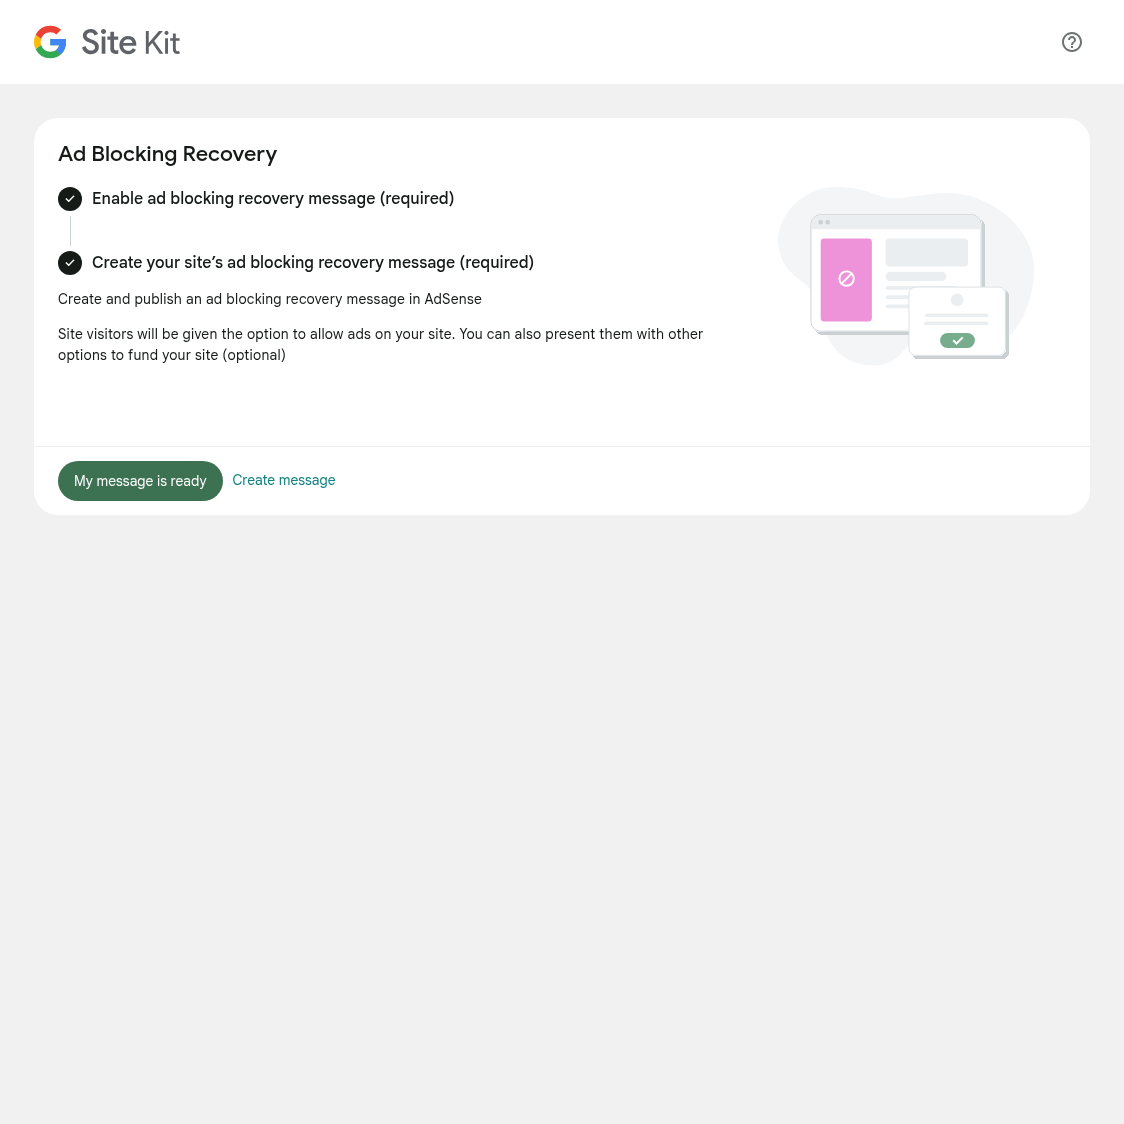 Site Kit
Ad Blocking Recovery
Enable ad blocking recovery message (required)
Create your site’s ad blocking recovery message (required)
Create and publish an ad blocking recovery message in AdSense
Site visitors will be given the option to allow ads on your site. You can also present them with other
options to fund your site (optional)
My message is ready
Create message